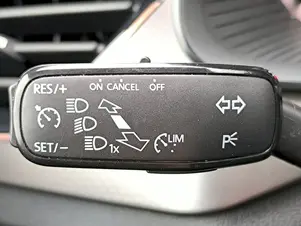 RES/+
ON CANCEL OFF
LIM
1x
SET/-
P